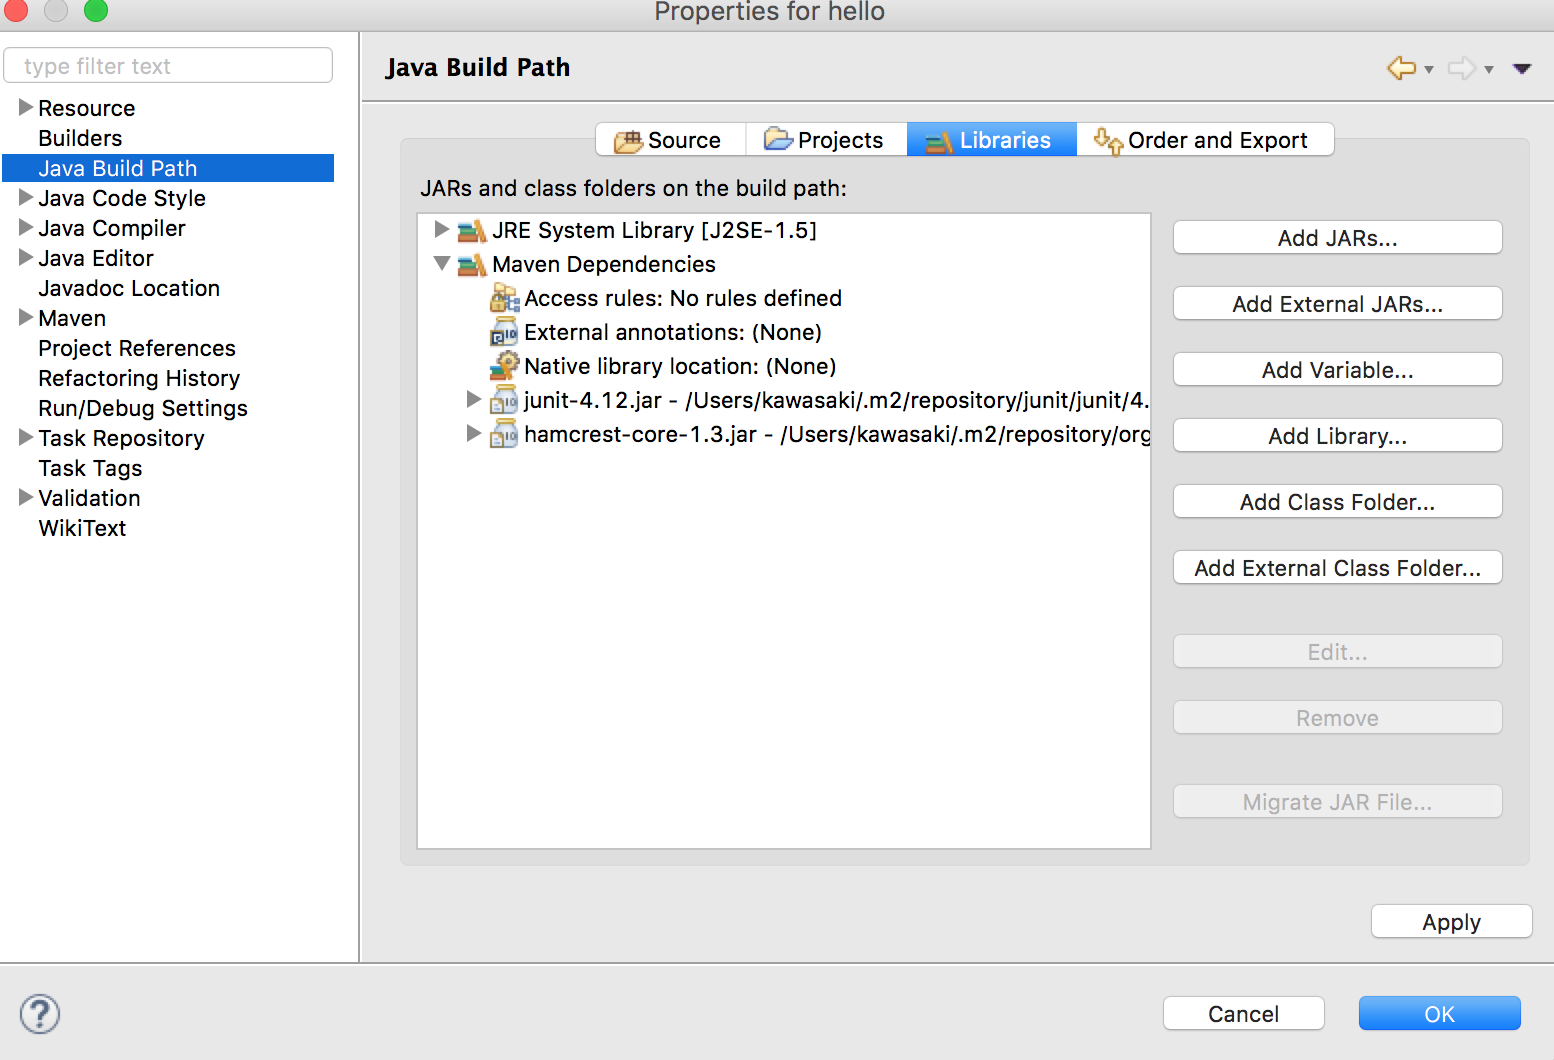 Properties for hello
type filter text
Resource
Builders
Java Build Path
Java Code Style
Java Compiler
Java Editor
Javadoc Location
Maven
Project References
Refactoring History
Run/Debug Settings
Task Repository
Task Tags
Validation
WikiText
Java Build Path
Source
Projects
Libraries
Order and Export
JARs and class folders on the build path:
JRE System Library [J2SE-1.5]
Maven Dependencies
Access rules: No rules defined
External annotations: (None)
Native library location: (None)
junit-4.12.jar - /Users/kawasaki/.m2/repository/junit/junit/4.
hamcrest-core-1.3.jar - /Users/kawasaki/.m2/repository/org
Add JARs...
Add External JARs...
Add Variable...
Add Library...
Add Class Folder...
Add External Class Folder...
Edit...
Remove
Migrate JAR File...
Apply
?
Cancel
OK